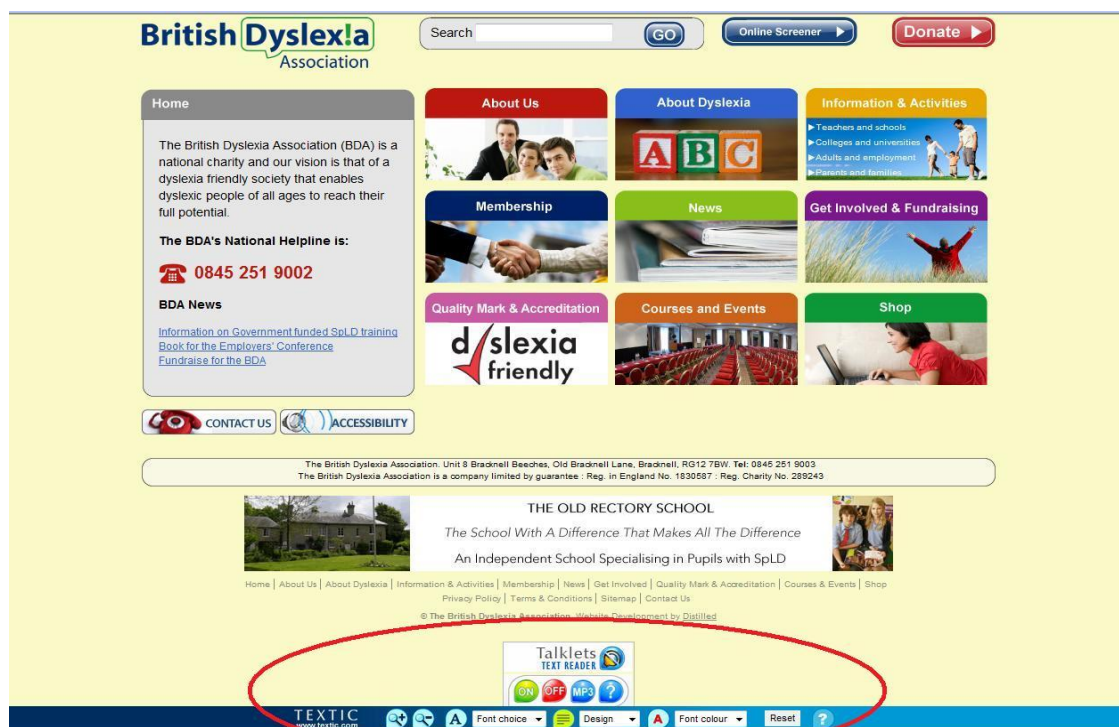 British Dyslex!a
Association
Search
GO
Online Screener
Donate
Home
The British Dyslexia Association (BDA) is a
national charity and our vision is that of a
dyslexia friendly society that enables
dyslexic people of all ages to reach their
full potential.
The BDA's National Helpline is:
0845 251 9002
BDA News
Information on Government funded SpLD training
Book for the Employers' Conference
Fundraise for the BDA
About Us
About Dyslexia
ABC
Information & Activities
Teachers and schools
Colleges and universities
Adults and employment
Parents and families
Membership
News
Get Involved & Fundraising
Quality Mark & Accreditation
dyslexia
friendly
Courses and Events
Shop
CONTACT US
ACCESSIBILITY
The British Dyslexia Association. Unit 8 Bracknell Beeches, Old Bracknell Lane, Bracknell, RG12 7BW. Tel: 0845 251 9003
The British Dyslexia Association is a company limited by guarantee : Reg. in England No. 1830587 : Reg. Charity No. 289243
THE OLD RECTORY SCHOOL
The School With A Difference That Makes All The Difference
An Independent School Specialising in Pupils with SpLD
Home | About Us | About Dyslexia | Information & Activities | Membership | News | Get Involved | Quality Mark & Accreditation | Courses & Events | Shop
Privacy Policy | Terms & Conditions | Sitemap | Contact Us
© The British Dyslexia Association. Website Development by Distilled
Talklets
TEXT READER
ON OFF MP3 ?
TEXTIC
www.textic.com
A Font choice Design A Font colour Reset ?